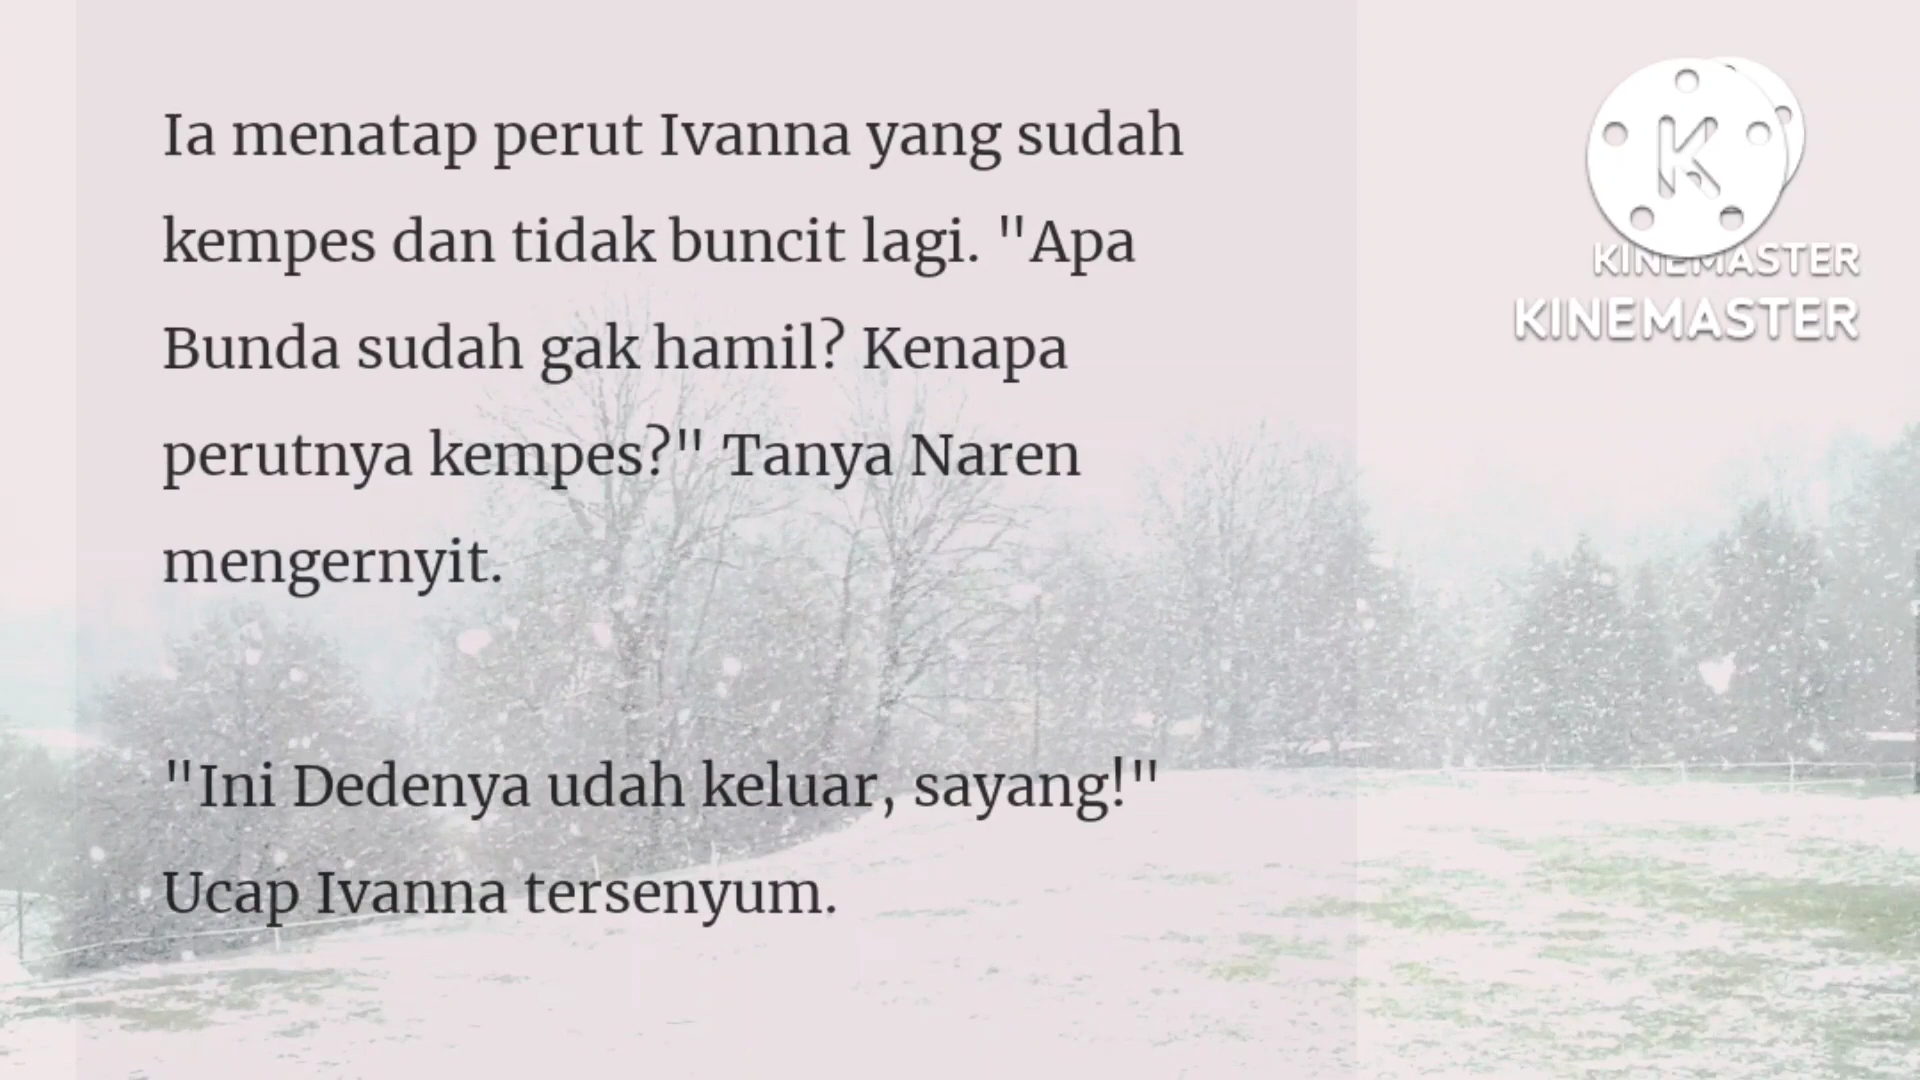 Ia menatap perut Ivanna yang sudah
kempes dan tidak buncit lagi. "Apa
Bunda sudah gak hamil? Kenapa
perutnya kempes?" Tanya Naren
mengernyit.
"Ini Dedenya udah keluar, sayang!"
Ucap Ivanna tersenyum.
K
KINEMASTER
KINEMASTER